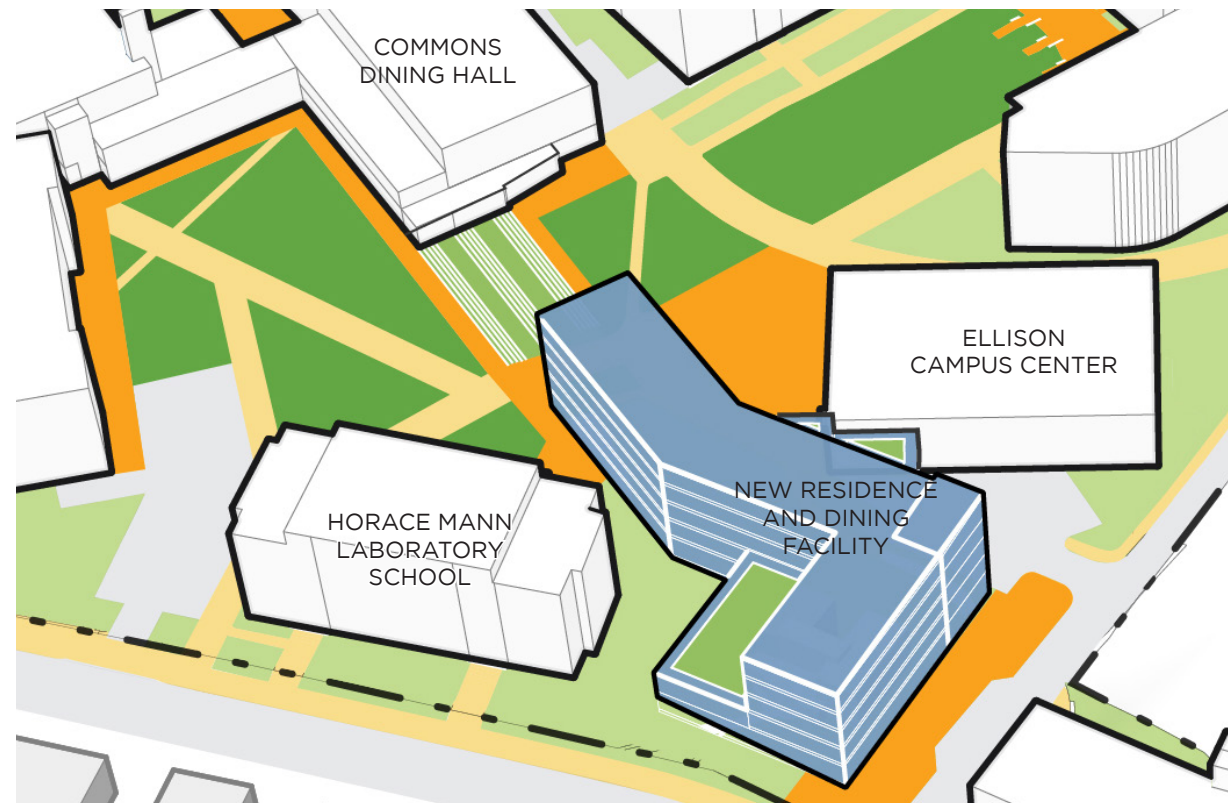 COMMONS
DINING HALL
ELLISON
CAMPUS CENTER
NEW RESIDENCE
AND DINING
FACILITY
HORACE MANN
LABORATORY
SCHOOL